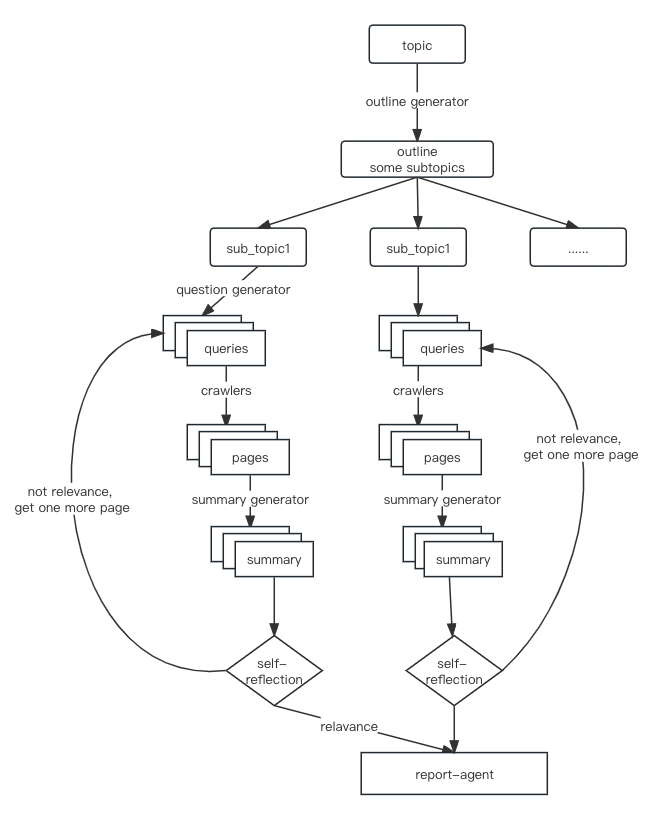 topic
outline generator
outline
some subtopics
sub_topic1
sub_topic1
......
question generator
queries
queries
crawlers
crawlers
not relevance,
get one more page
pages
pages
not relevance,
get one more page
summary generator
summary generator
summary
summary
self-
reflection
self-
reflection
relavance
report-agent